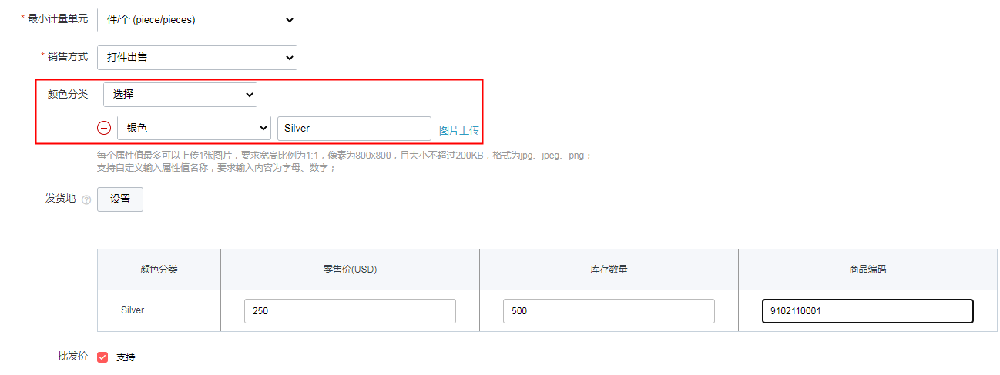 * 最小计量单元 件/个 (piece/pieces)
* 销售方式 打件出售
颜色分类 选择
银色 Silver 图片上传
每个属性值最多可以上传1张图片，要求宽高比例为1:1，像素为800x800，且大小不超过200KB，格式为jpg、jpeg、png；
支持自定义输入属性值名称，要求输入内容为字母、数字；
发货地 ? 设置
颜色分类 零售价(USD) 库存数量 商品编码
Silver 250 500 9102110001
批发价 支持